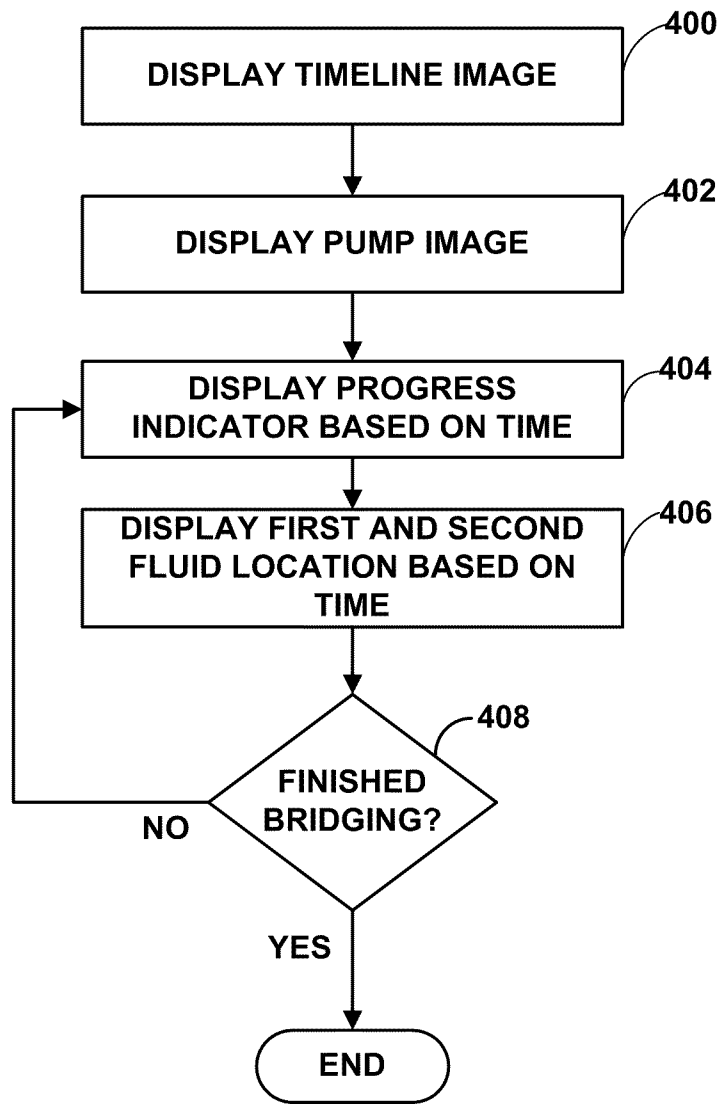 400
DISPLAY TIMELINE IMAGE
402
DISPLAY PUMP IMAGE
404
DISPLAY PROGRESS
INDICATOR BASED ON TIME
406
DISPLAY FIRST AND SECOND
FLUID LOCATION BASED ON
TIME
408
FINISHED
BRIDGING?
NO
YES
END